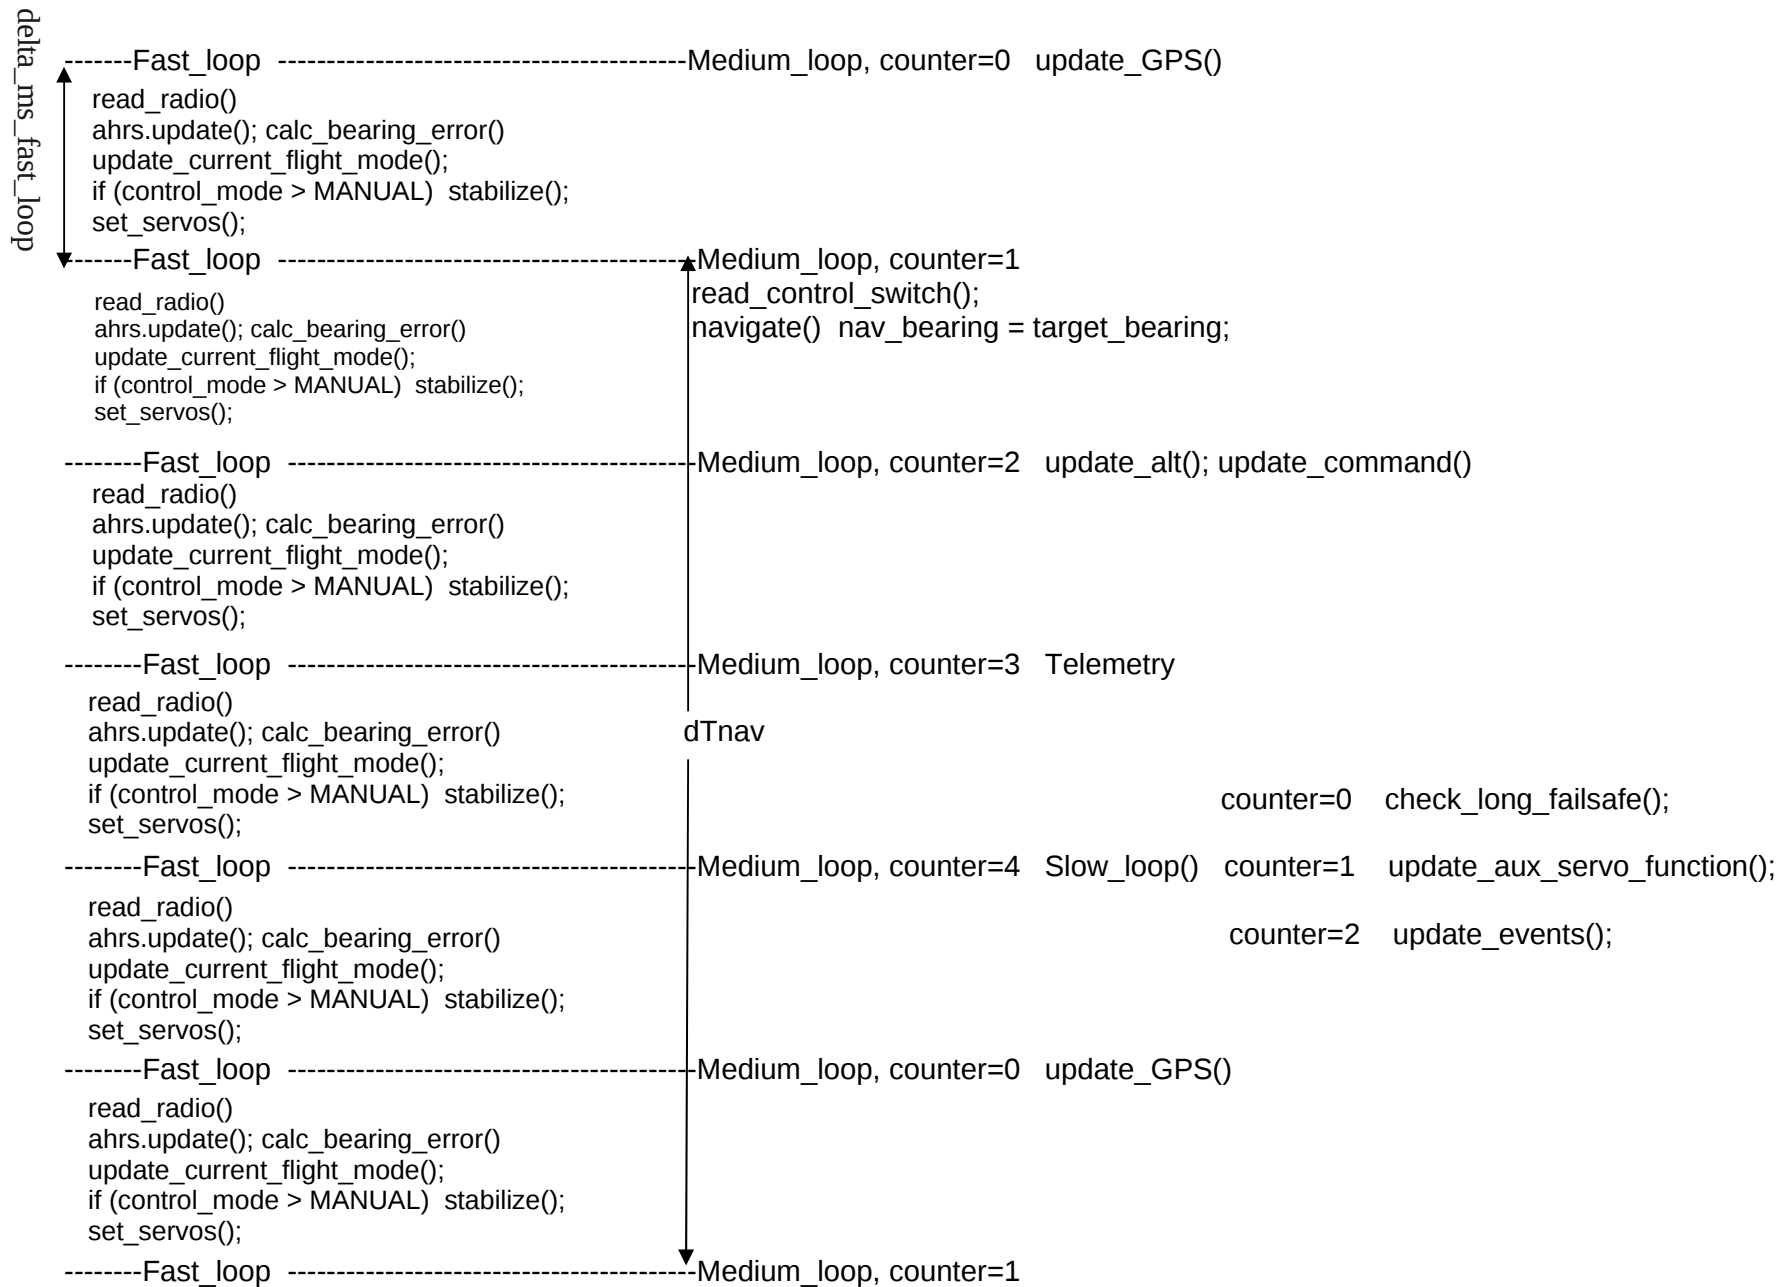 delta_ms_fast_loop
-------Fast_loop ------------------------------------------Medium_loop, counter=0 update_GPS()
read_radio()
ahrs.update(); calc_bearing_error()
update_current_flight_mode();
if (control_mode > MANUAL) stabilize();
set_servos();
-------Fast_loop -------------------------------------------Medium_loop, counter=1
read_control_switch();
navigate() nav_bearing = target_bearing;
read_radio()
ahrs.update(); calc_bearing_error()
update_current_flight_mode();
if (control_mode > MANUAL) stabilize();
set_servos();
--------Fast_loop ------------------------------------------Medium_loop, counter=2 update_alt(); update_command()
read_radio()
ahrs.update(); calc_bearing_error()
update_current_flight_mode();
if (control_mode > MANUAL) stabilize();
set_servos();
--------Fast_loop ------------------------------------------Medium_loop, counter=3 Telemetry
read_radio()
ahrs.update(); calc_bearing_error()
update_current_flight_mode();
if (control_mode > MANUAL) stabilize();
set_servos();
dTnav
counter=0 check_long_failsafe();
--------Fast_loop ------------------------------------------Medium_loop, counter=4 Slow_loop() counter=1 update_aux_servo_function();
counter=2 update_events();
read_radio()
ahrs.update(); calc_bearing_error()
update_current_flight_mode();
if (control_mode > MANUAL) stabilize();
set_servos();
--------Fast_loop ------------------------------------------Medium_loop, counter=0 update_GPS()
read_radio()
ahrs.update(); calc_bearing_error()
update_current_flight_mode();
if (control_mode > MANUAL) stabilize();
set_servos();
--------Fast_loop ------------------------------------------Medium_loop, counter=1